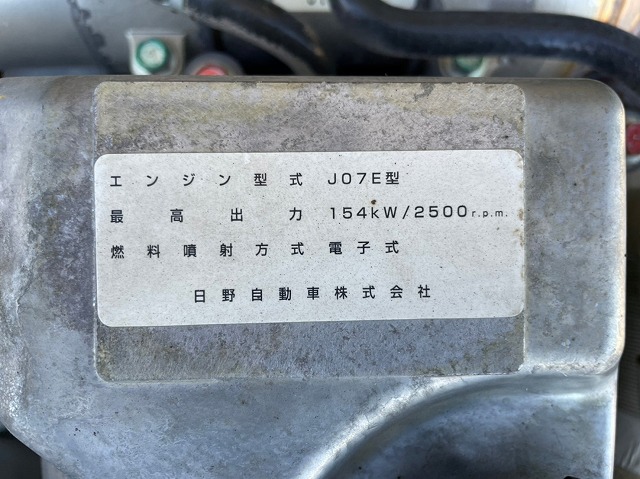 エンジン型式 J07E型
最高出力 154kW/2500r.p.m.
燃料噴射方式 電子式
日野自動車株式会社